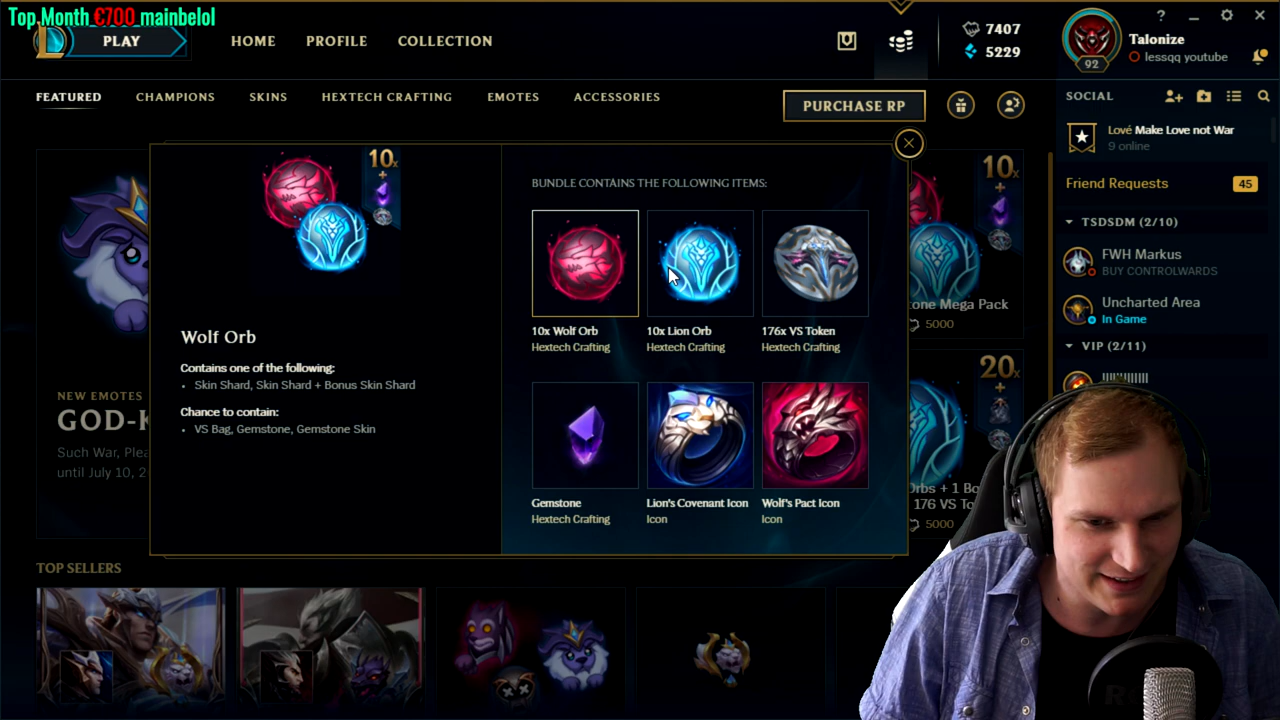 Top Month €700 mainbelol
PLAY
HOME
PROFILE
COLLECTION
7407
5229
92
Talonize
lessqq youtube
FEATURED
CHAMPIONS
SKINS
HEXTECH CRAFTING
EMOTES
ACCESSORIES
PURCHASE RP
SOCIAL
Lové Make Love not War
9 online
Friend Requests
45
TSDSDM (2/10)
FWH Markus
BUY CONTROLWARDS
Uncharted Area
In Game
VIP (2/11)
10x
+
Wolf Orb
Contains one of the following:
• Skin Shard, Skin Shard + Bonus Skin Shard
Chance to contain:
• VS Bag, Gemstone, Gemstone Skin
BUNDLE CONTAINS THE FOLLOWING ITEMS:
10x Wolf Orb
Hextech Crafting
10x Lion Orb
Hextech Crafting
176x VS Token
Hextech Crafting
Gemstone
Hextech Crafting
Lion's Covenant Icon
Icon
Wolf's Pact Icon
Icon
NEW EMOTES
GOD-K
Such War, Plea
until July 10, 2
10x
+
one Mega Pack
5000
20x
+
Orbs + 1 Bo
176 VS To
5000
TOP SELLERS